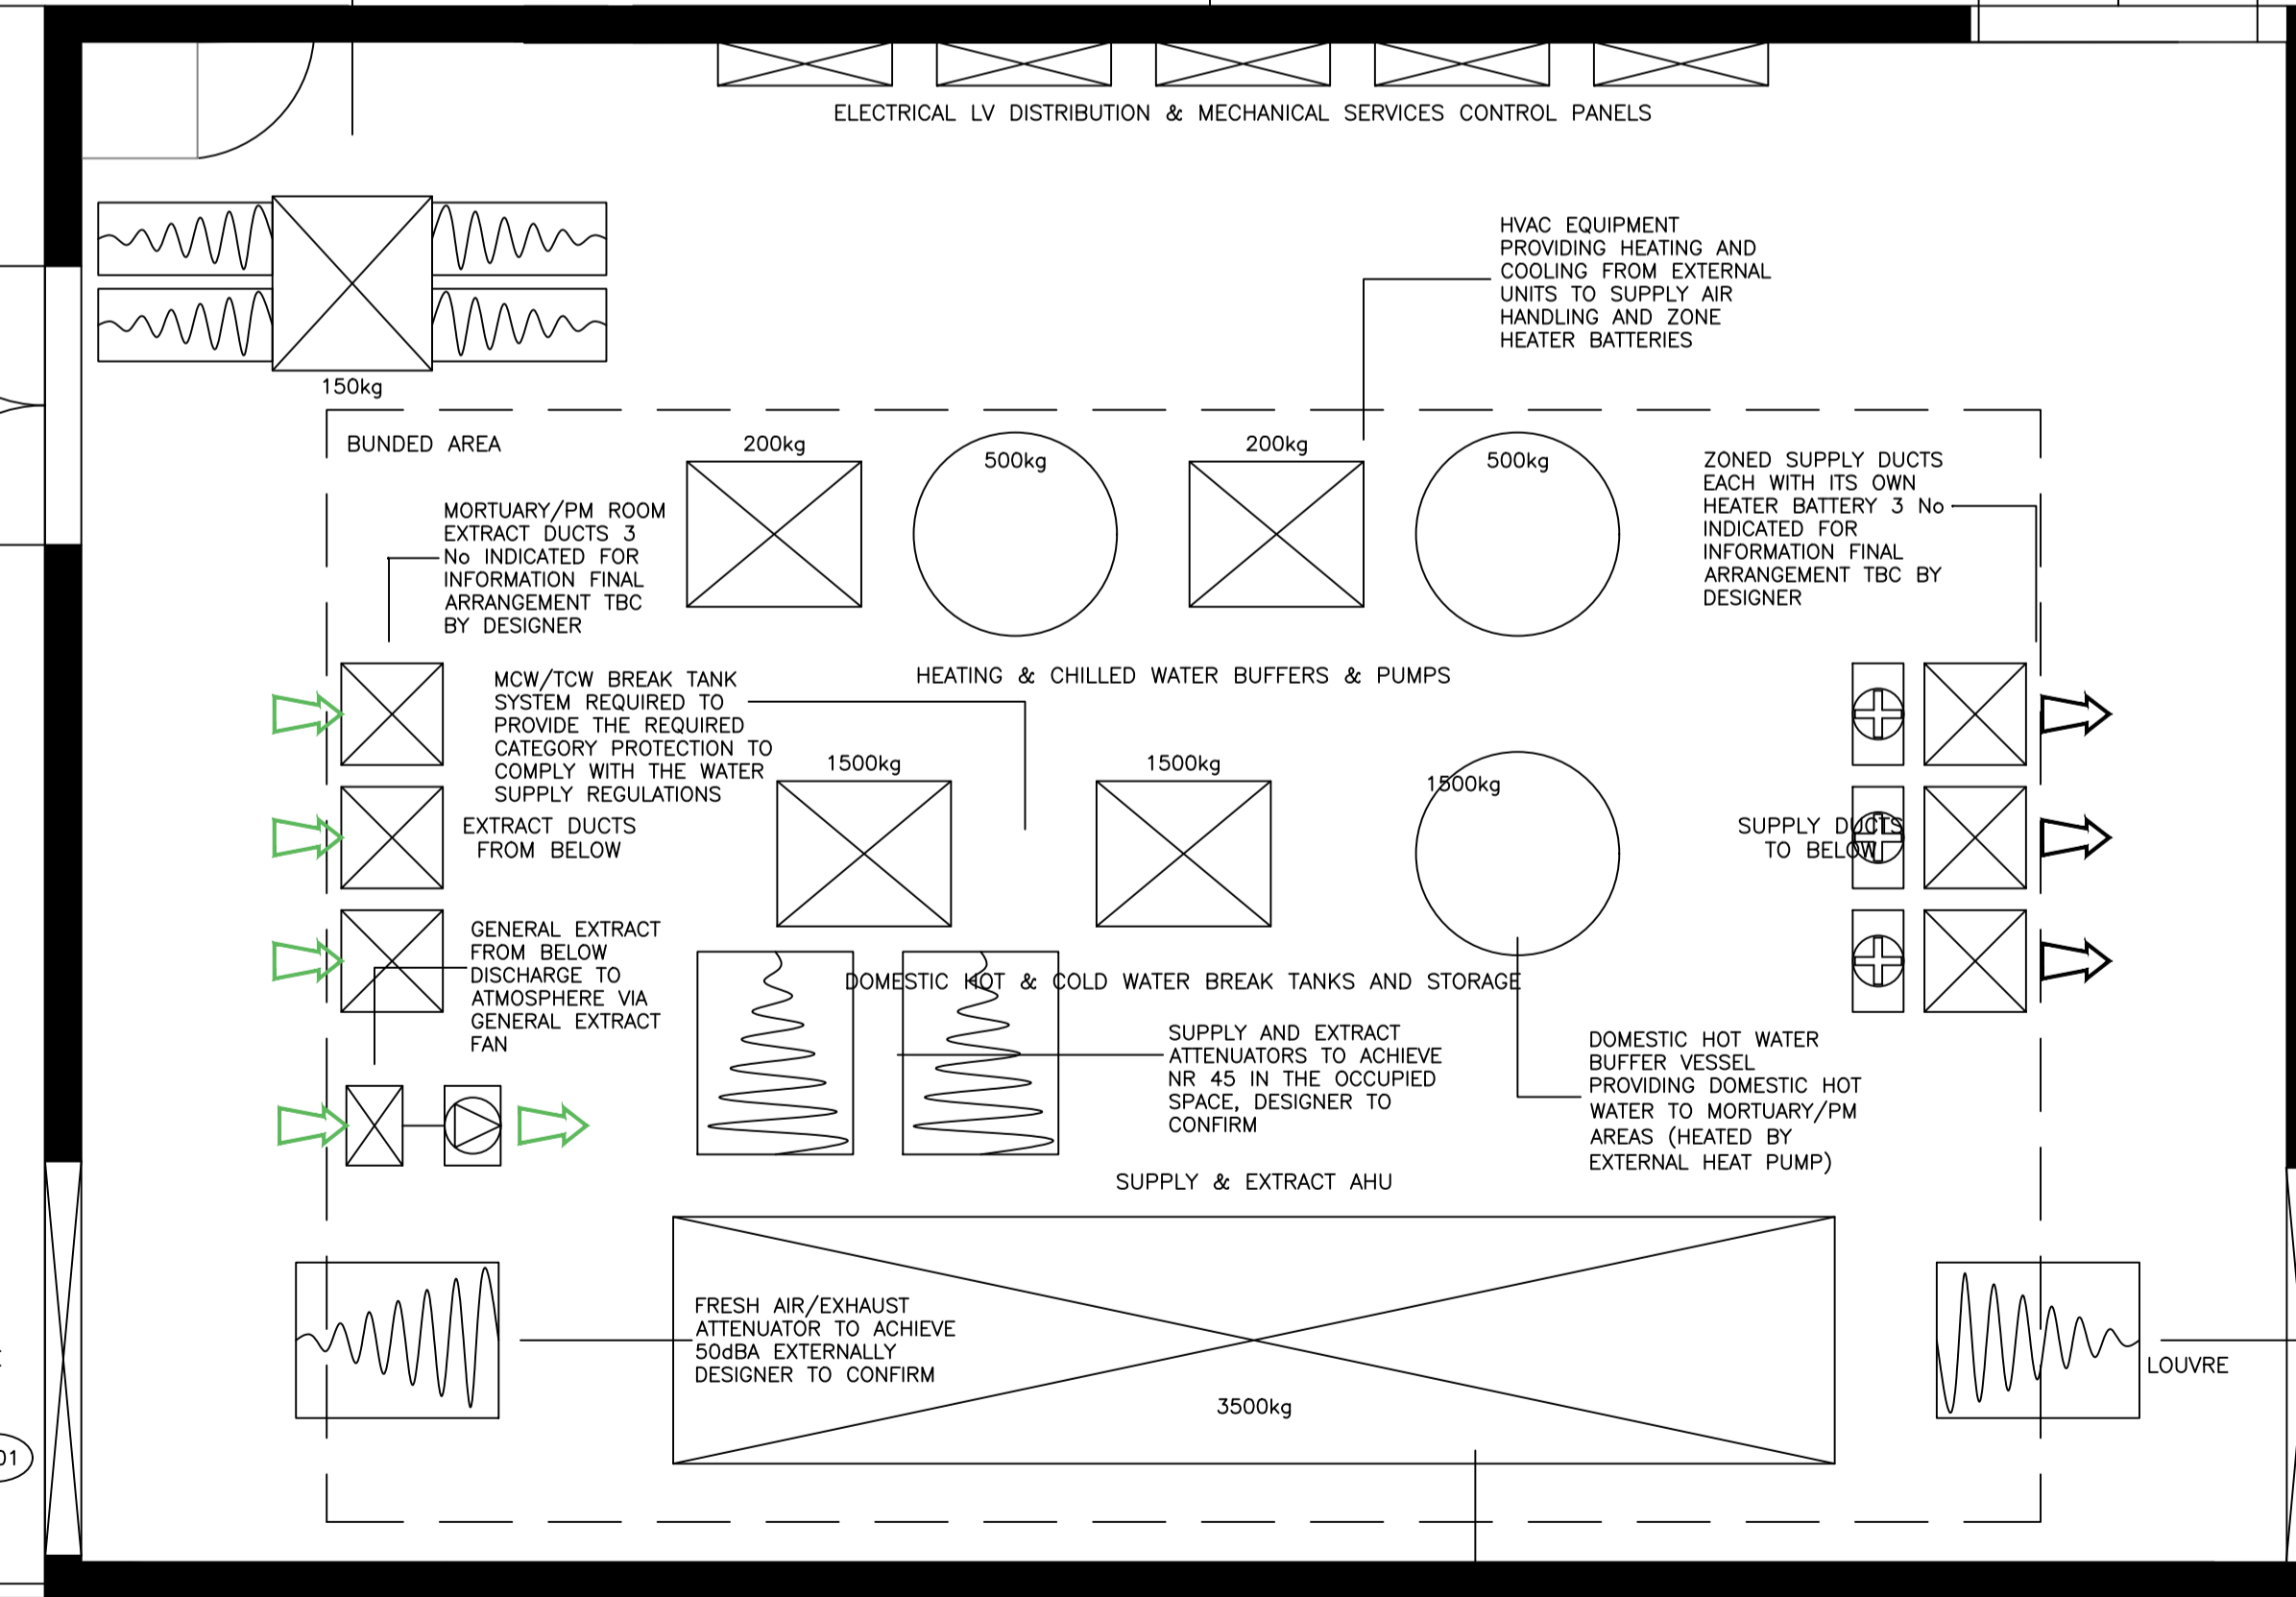 ELECTRICAL LV DISTRIBUTION & MECHANICAL SERVICES CONTROL PANELS
HVAC EQUIPMENT
PROVIDING HEATING AND
COOLING FROM EXTERNAL
UNITS TO SUPPLY AIR
HANDLING AND ZONE
HEATER BATTERIES
150kg
BUNDED AREA
200kg
500kg
200kg
500kg
ZONED SUPPLY DUCTS
EACH WITH ITS OWN
HEATER BATTERY 3 No
INDICATED FOR
INFORMATION FINAL
ARRANGEMENT TBC BY
DESIGNER
MORTUARY/PM ROOM
EXTRACT DUCTS 3
No INDICATED FOR
INFORMATION FINAL
ARRANGEMENT TBC
BY DESIGNER
MCW/TCW BREAK TANK
SYSTEM REQUIRED TO
PROVIDE THE REQUIRED
CATEGORY PROTECTION TO
COMPLY WITH THE WATER
SUPPLY REGULATIONS
HEATING & CHILLED WATER BUFFERS & PUMPS
1500kg
1500kg
1500kg
EXTRACT DUCTS
FROM BELOW
SUPPLY DUCTS
TO BELOW
GENERAL EXTRACT
FROM BELOW
DISCHARGE TO
ATMOSPHERE VIA
GENERAL EXTRACT
FAN
DOMESTIC HOT & COLD WATER BREAK TANKS AND STORAGE
SUPPLY AND EXTRACT
ATTENUATORS TO ACHIEVE
NR 45 IN THE OCCUPIED
SPACE, DESIGNER TO
CONFIRM
DOMESTIC HOT WATER
BUFFER VESSEL
PROVIDING DOMESTIC HOT
WATER TO MORTUARY/PM
AREAS (HEATED BY
EXTERNAL HEAT PUMP)
SUPPLY & EXTRACT AHU
FRESH AIR/EXHAUST
ATTENUATOR TO ACHIEVE
50dBA EXTERNALLY
DESIGNER TO CONFIRM
3500kg
LOUVRE
01